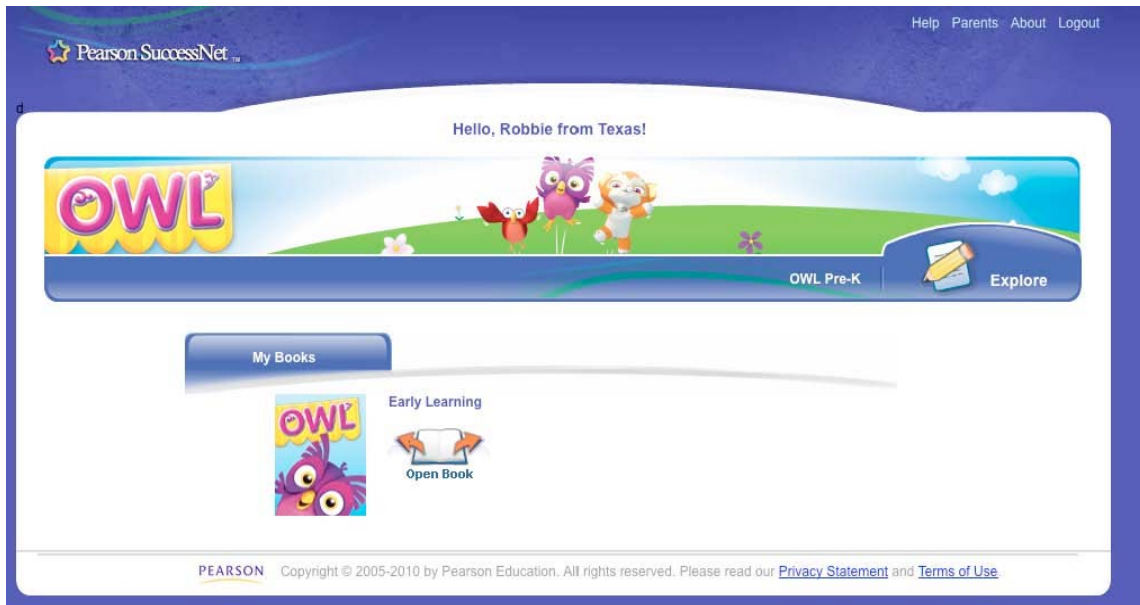 Help Parents About Logout
Pearson SuccessNet ™
d
Hello, Robbie from Texas!
OWL
OWL Pre-K
Explore
My Books
OWL
Early Learning
Open Book
PEARSON Copyright © 2005-2010 by Pearson Education. All rights reserved. Please read our Privacy Statement and Terms of Use.